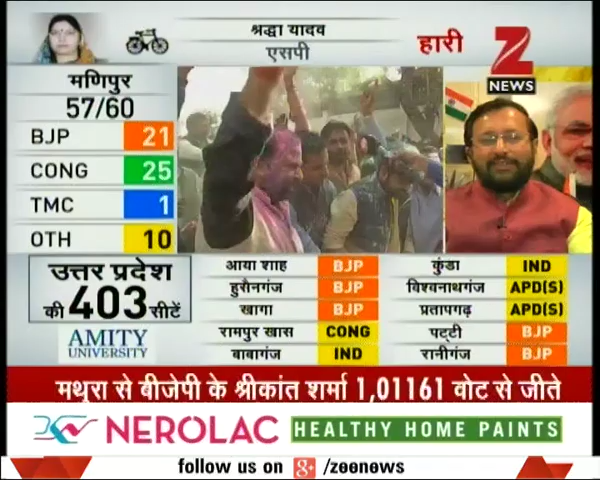 श्रद्धा यादव
एसपी
हारी
Z
NEWS
मणिपुर
57/60
BJP 21
CONG 25
TMC 1
OTH 10
उत्तर प्रदेश
की 403 सीटें
AMITY
UNIVERSITY
आया शाह BJP
हुसैनगंज BJP
खागा BJP
रामपुर खास CONG
बाबागंज IND
कुंडा IND
विश्वनाथगंज APD(S)
प्रतापगढ़ APD(S)
पट्टी BJP
रानीगंज BJP
मथुरा से बीजेपी के श्रीकांत शर्मा 1,01161 वोट से जीते
NEROLAC HEALTHY HOME PAINTS
follow us on g+ /zeenews